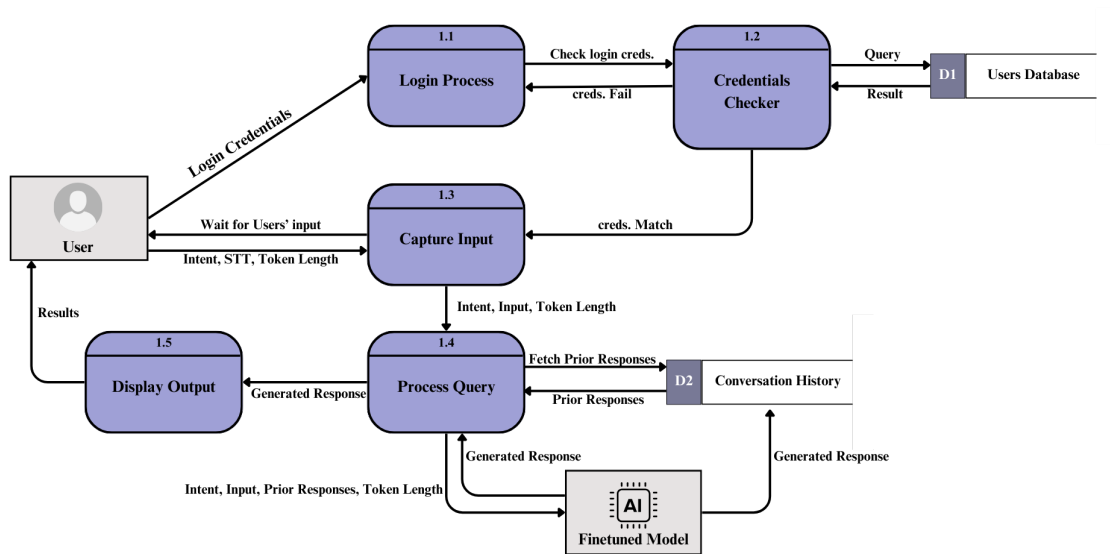 1.1
Login Process
Check login creds.
creds. Fail
1.2
Credentials
Checker
Query
Result
D1
Users Database
Login Credentials
User
Wait for Users' input
Intent, STT, Token Length
1.3
Capture Input
creds. Match
Results
Intent, Input, Token Length
1.5
Display Output
Generated Response
1.4
Process Query
Fetch Prior Responses
Prior Responses
D2
Conversation History
Generated Response
Generated Response
Intent, Input, Prior Responses, Token Length
AI
Finetuned Model